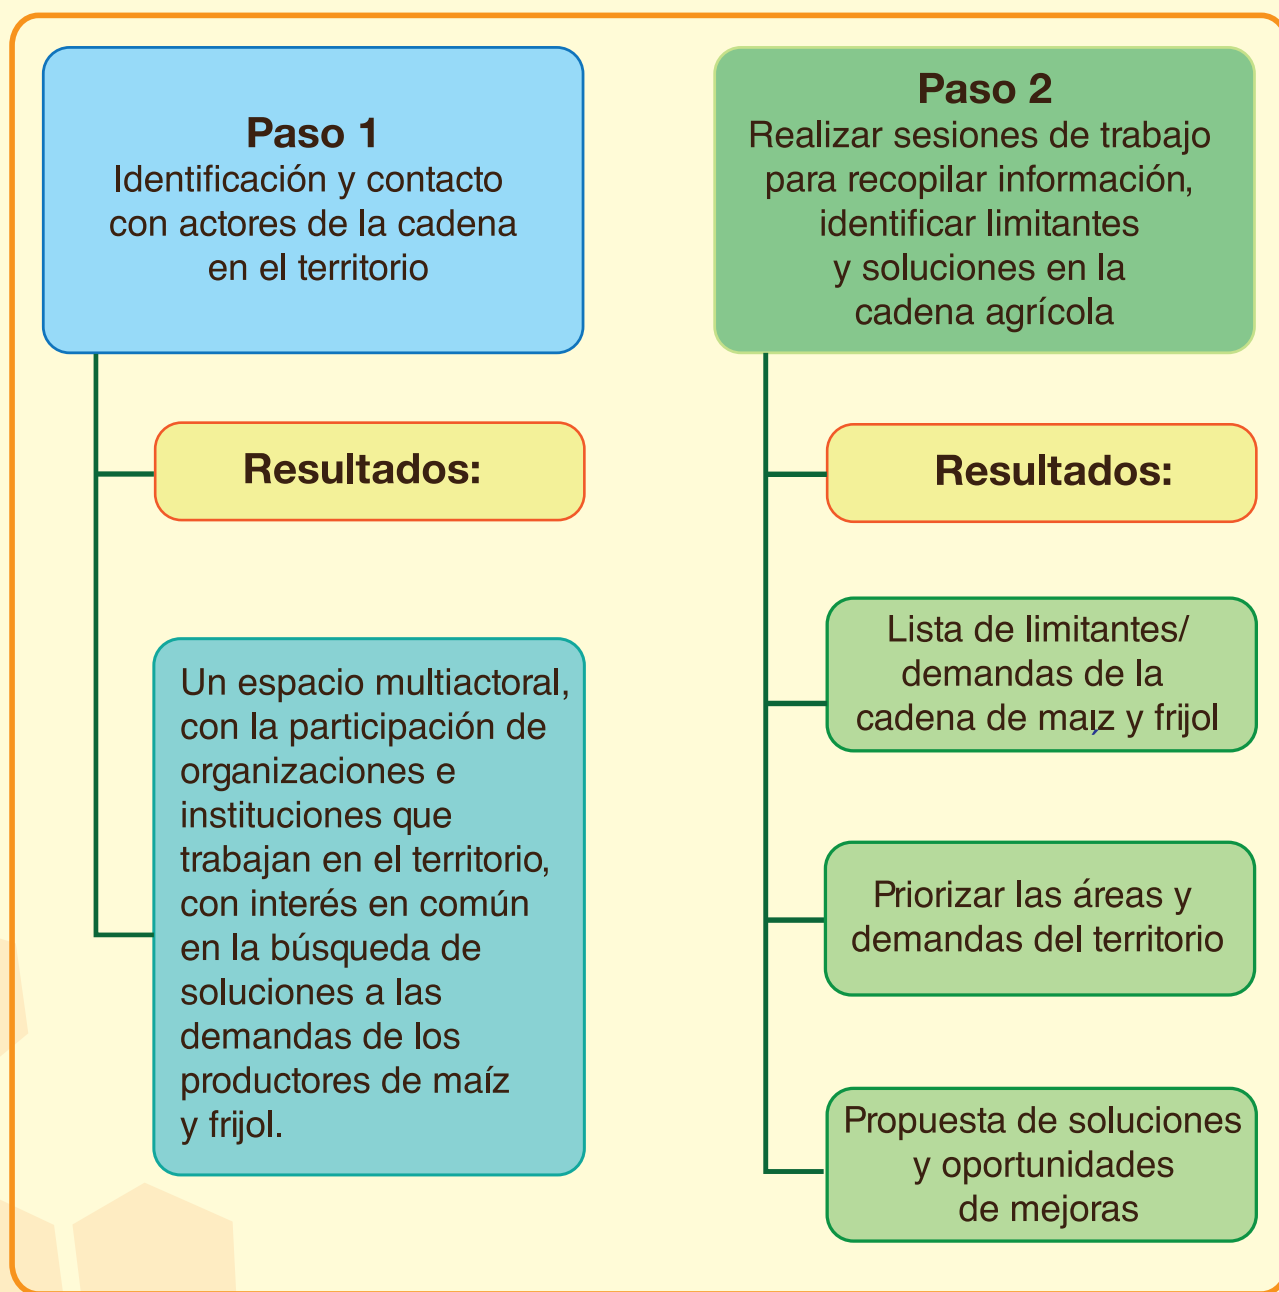 Paso 1
Identificación y contacto
con actores de la cadena
en el territorio
Resultados:
Un espacio multiactoral,
con la participación de
organizaciones e
instituciones que
trabajan en el territorio,
con interés en común
en la búsqueda de
soluciones a las
demandas de los
productores de maíz
y frijol.
Paso 2
Realizar sesiones de trabajo
para recopilar información,
identificar limitantes
y soluciones en la
cadena agrícola
Resultados:
Lista de limitantes/
demandas de la
cadena de maíz y frijol
Priorizar las áreas y
demandas del territorio
Propuesta de soluciones
y oportunidades
de mejoras